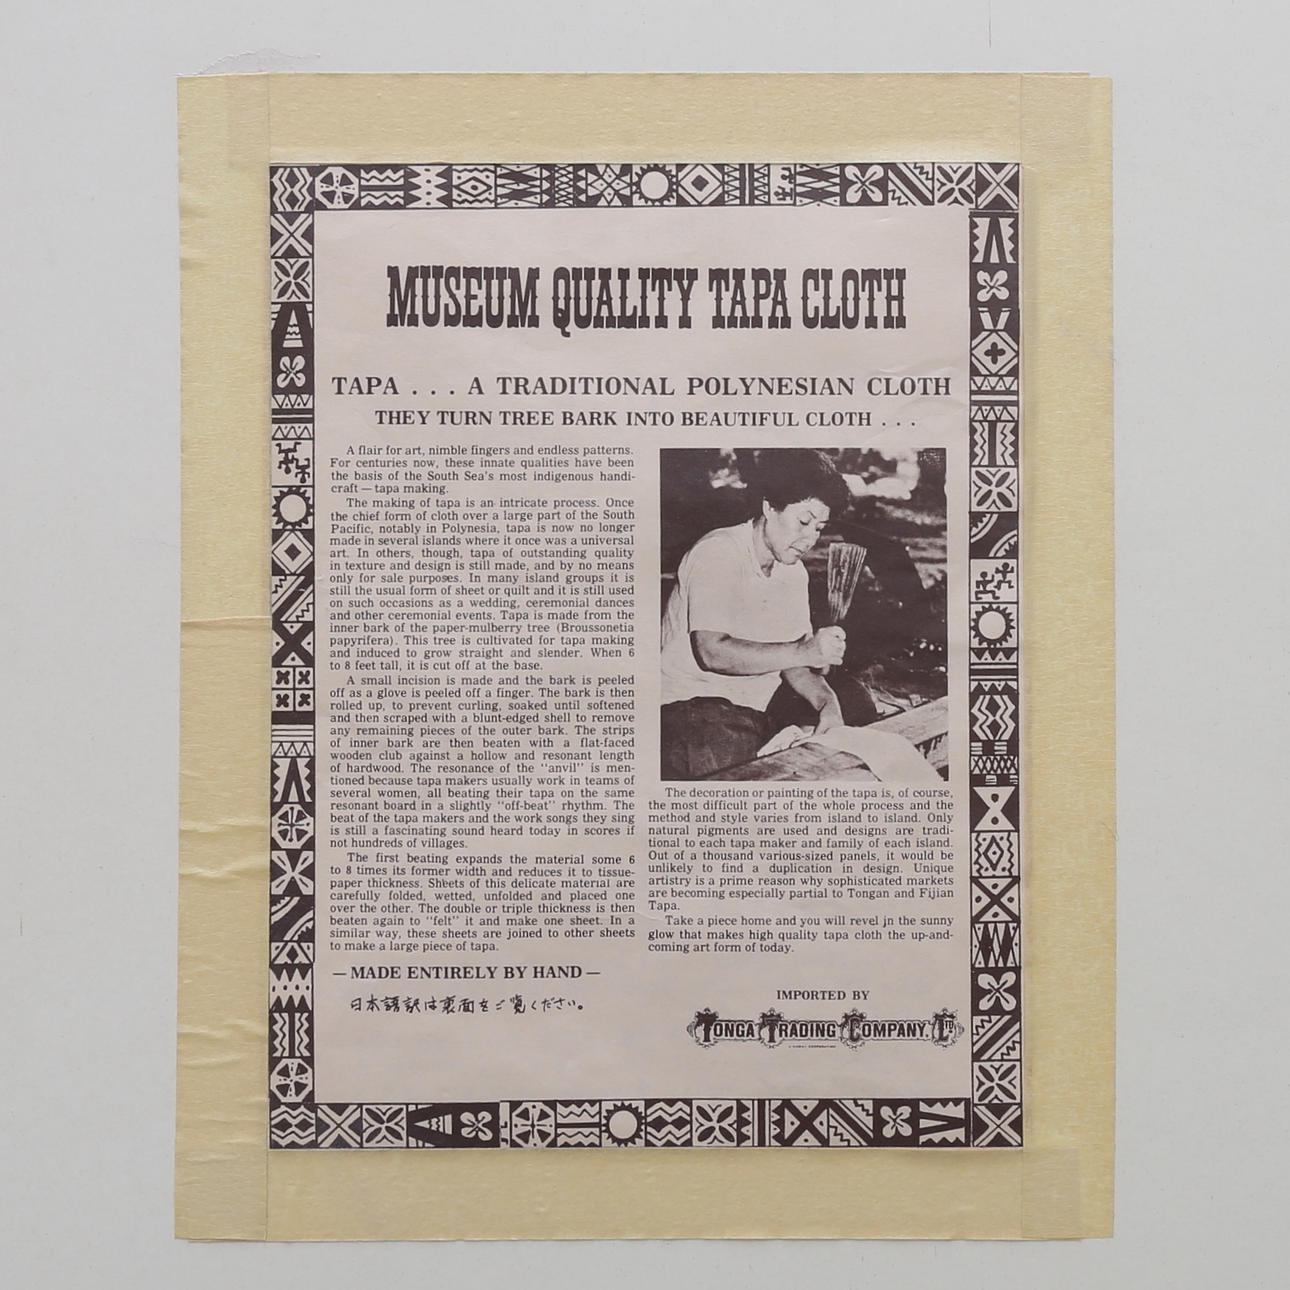 MUSEUM QUALITY TAPA CLOTH
TAPA . . . A TRADITIONAL POLYNESIAN CLOTH
THEY TURN TREE BARK INTO BEAUTIFUL CLOTH . . .
A flair for art, nimble fingers and endless patterns.
For centuries now, these innate qualities have been
the basis of the South Sea's most indigenous handi-
craft — tapa making.
The making of tapa is an intricate process. Once
the chief form of cloth over a large part of the South
Pacific, notably in Polynesia, tapa is now no longer
made in several islands where it once was a universal
art. In others, though, tapa of outstanding quality
in texture and design is still made, and by no means
only for sale purposes. In many island groups it is
still the usual form of sheet or quilt and it is still used
on such occasions as a wedding, ceremonial dances
and other ceremonial events. Tapa is made from the
inner bark of the paper-mulberry tree (Broussonetia
papyrifera). This tree is cultivated for tapa making
and induced to grow straight and slender. When 6
to 8 feet tall, it is cut off at the base.
A small incision is made and the bark is peeled
off as a glove is peeled off a finger. The bark is then
rolled up, to prevent curling, soaked until softened
and then scraped with a blunt-edged shell to remove
any remaining pieces of the outer bark. The strips
of inner bark are then beaten with a flat-faced
wooden club against a hollow and resonant length
of hardwood. The resonance of the "anvil" is men-
tioned because tapa makers usually work in teams of
several women, all beating their tapa on the same
resonant board in a slightly "off-beat" rhythm. The
beat of the tapa makers and the work songs they sing
is still a fascinating sound heard today in scores if
not hundreds of villages.
The first beating expands the material some 6
to 8 times its former width and reduces it to tissue-
paper thickness. Sheets of this delicate material are
carefully folded, wetted, unfolded and placed one
over the other. The double or triple thickness is then
beaten again to "felt" it and make one sheet. In a
similar way, these sheets are joined to other sheets
to make a large piece of tapa.
— MADE ENTIRELY BY HAND —
日本語訳は裏面をご覧ください。
The decoration or painting of the tapa is, of course,
the most difficult part of the whole process and the
method and style varies from island to island. Only
natural pigments are used and designs are tradi-
tional to each tapa maker and family of each island.
Out of a thousand various-sized panels, it would be
unlikely to find a duplication in design. Unique
artistry is a prime reason why sophisticated markets
are becoming especially partial to Tongan and Fijian
Tapa.
Take a piece home and you will revel in the sunny
glow that makes high quality tapa cloth the up-and-
coming art form of today.
IMPORTED BY
TONGA TRADING COMPANY, LTD